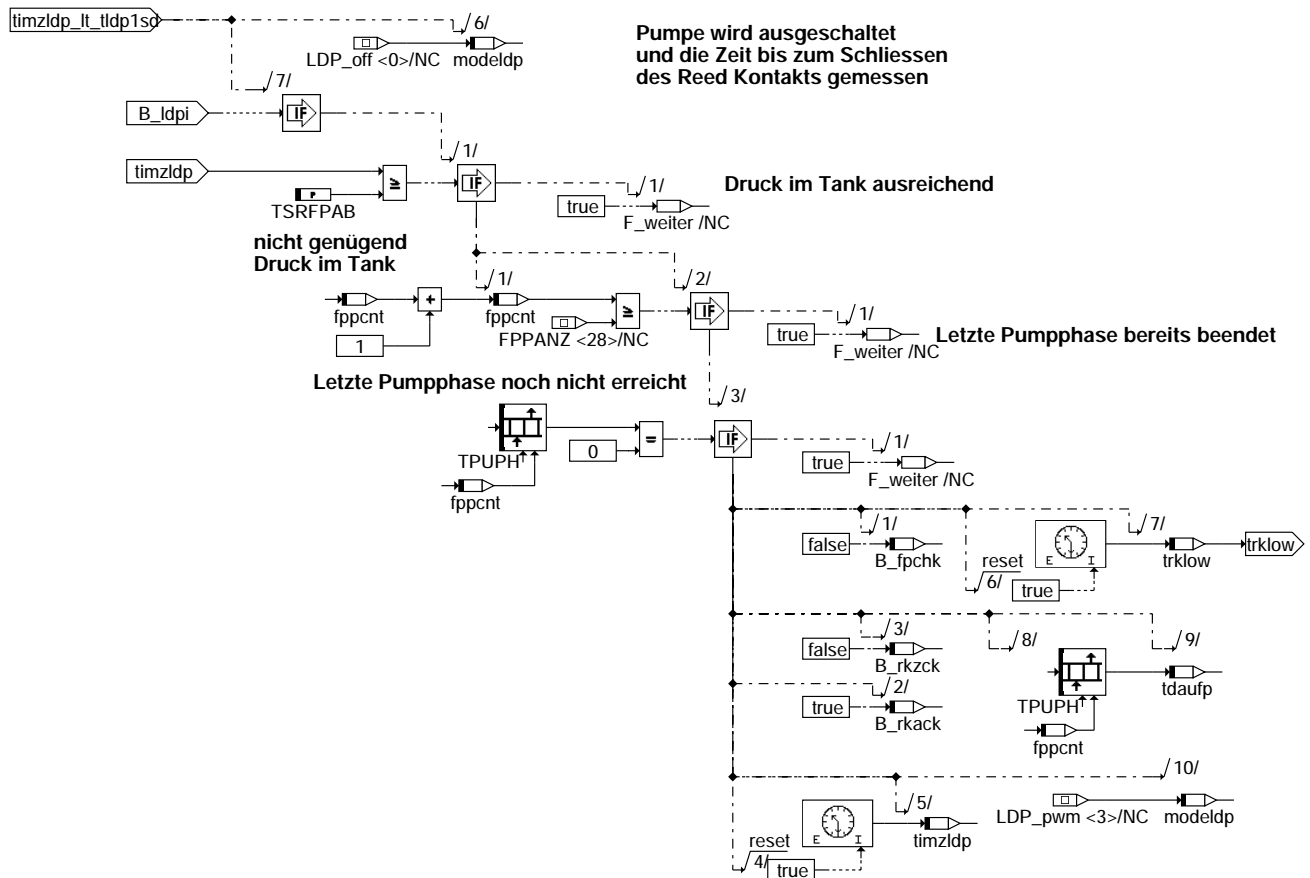 timzldp_lt_tldp1sd
/6/
LDP_off <0>/NC
modeldp
Pumpe wird ausgeschaltet
und die Zeit bis zum Schliessen
des Reed Kontakts gemessen
/7/
B_ldpi
IF
/1/
timzldp
≥
IF
/1/
Druck im Tank ausreichend
P
TSRFPAB
true
F_weiter /NC
nicht genügend
Druck im Tank
/1/
/2/
fppcnt
+
fppcnt
≥
IF
/1/
1
FPPANZ <28>/NC
true
F_weiter /NC
Letzte Pumpphase bereits beendet
Letzte Pumpphase noch nicht erreicht
/3/
TPUPH
0
=
IF
/1/
fppcnt
true
F_weiter /NC
/1/
false
B_fpchk
reset
/6/
true
E I
/7/
trklow
trklow
/3/
false
B_rkzck
/8/
/9/
TPUPH
tdaufp
fppcnt
/2/
true
B_rkack
/10/
LDP_pwm <3>/NC
modeldp
/5/
E I
timzldp
reset
/4/
true